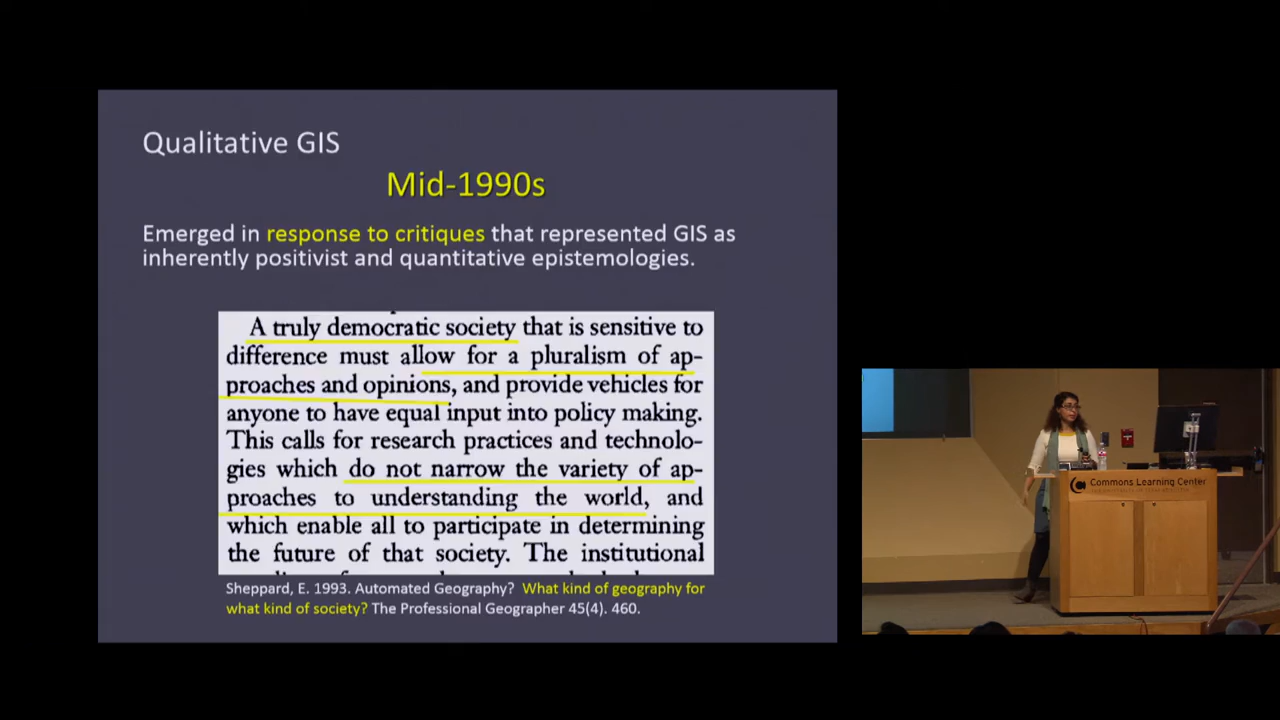 Qualitative GIS
Mid-1990s
Emerged in response to critiques that represented GIS as
inherently positivist and quantitative epistemologies.
A truly democratic society that is sensitive to
difference must allow for a pluralism of ap-
proaches and opinions, and provide vehicles for
anyone to have equal input into policy making.
This calls for research practices and technolo-
gies which do not narrow the variety of ap-
proaches to understanding the world, and
which enable all to participate in determining
the future of that society. The institutional
Sheppard, E. 1993. Automated Geography? What kind of geography for
what kind of society? The Professional Geographer 45(4). 460.
Commons Learning Center